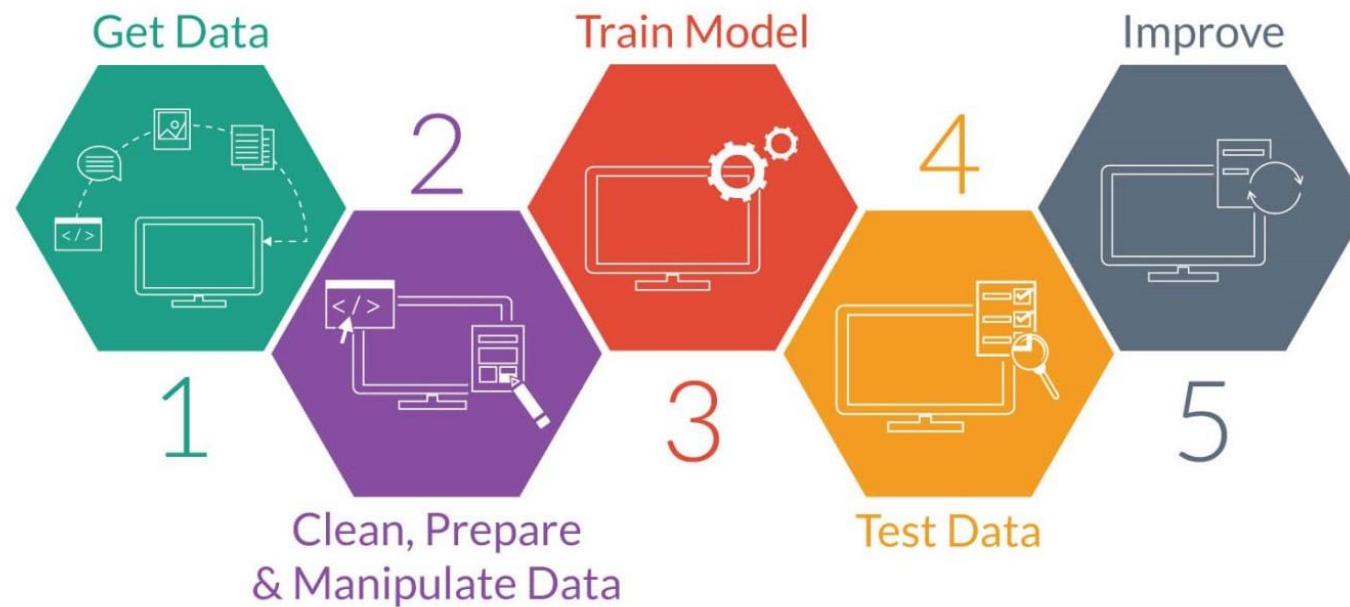 Get Data
1
</>
2
</>
Clean, Prepare
& Manipulate Data
Train Model
3
4
Test Data
Improve
5